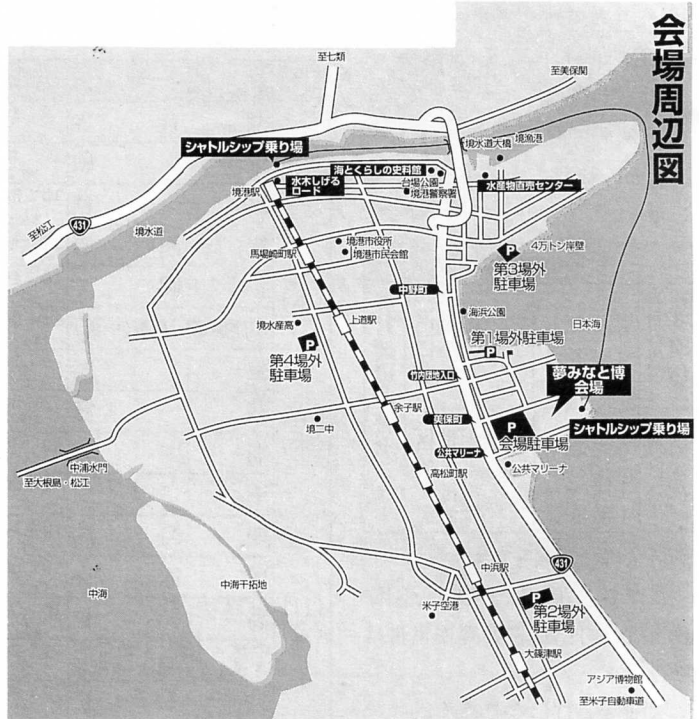 会場周辺図
至七類
至美保関
シャトルシップ乗り場
境水道大橋
境漁港
海とくらしの史料館
台場公園
境港警察署
水産物直売センター
水木しげる
ロード
境港駅
至松江
431
境水道
境港市役所
境港市民会館
馬場崎町駅
4万トン岸壁
P
第3場外
駐車場
中野町
海浜公園
日本海
上道駅
境水産高
P
第4場外
駐車場
第1場外駐車場
P
夢みなと博
会場
竹内団地入口
余子駅
美保町
P
会場駐車場
シャトルシップ乗り場
境二中
公共マリーナ
公共マリーナ
高松町駅
中浦水門
至大根島・松江
中浜駅
431
中海
中海干拓地
米子空港
P
第2場外
駐車場
大篠津駅
アジア博物館
至米子自動車道